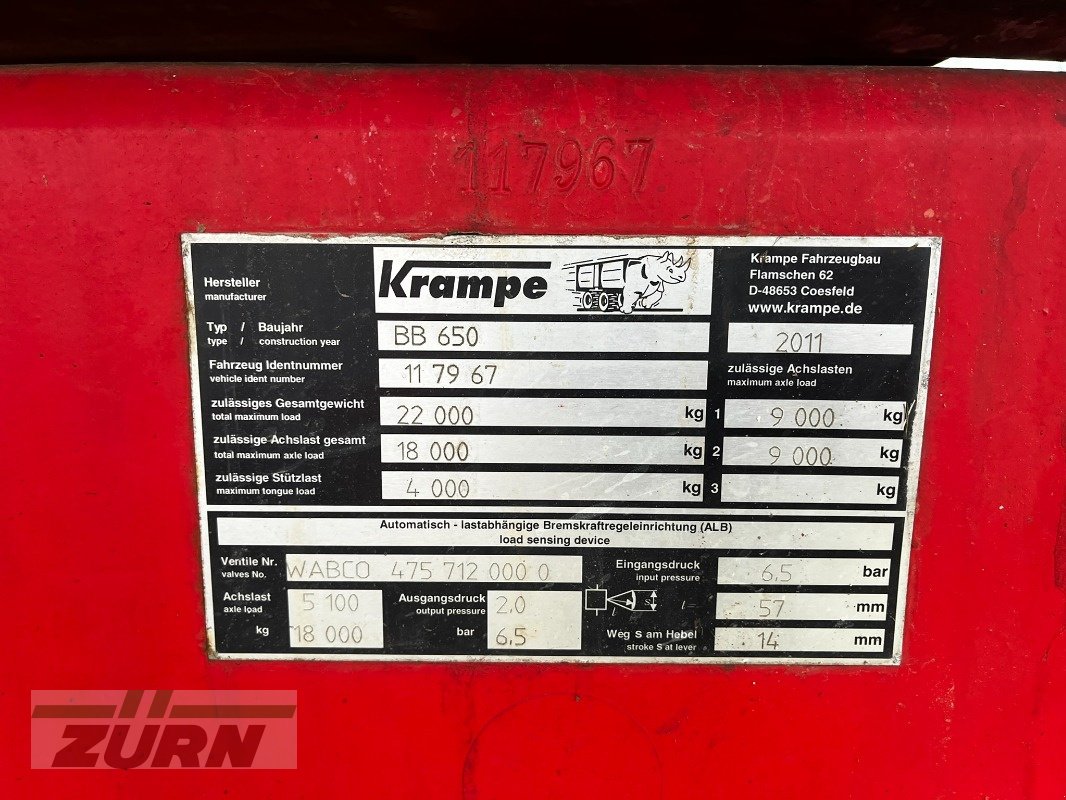 117967
Hersteller
manufacturer
Krampe
Krampe Fahrzeugbau
Flamschen 62
D-48653 Coesfeld
www.krampe.de
Typ / Baujahr
type / construction year
BB 650
2011
Fahrzeug Identnummer
vehicle ident number
11 79 67
zulässige Achslasten
maximum axle load
zulässiges Gesamtgewicht
total maximum load
22 000 kg
1 9 000 kg
zulässige Achslast gesamt
total maximum axle load
18 000 kg
2 9 000 kg
zulässige Stützlast
maximum tongue load
4 000 kg
3 kg
Automatisch - lastabhängige Bremskraftregeleinrichtung (ALB)
load sensing device
Ventile Nr.
valves No.
WABCO 475 712 000 0
Eingangsdruck
input pressure
6,5 bar
Achslast
axle load
kg
5 100
18 000
Ausgangsdruck
output pressure
bar
2,0
6,5
l S
l= 57 mm
Weg S am Hebel
stroke S at lever
14 mm
ZÜRN